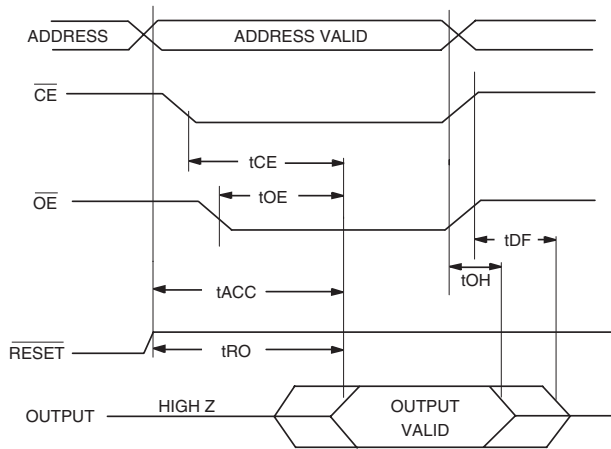 ADDRESS ADDRESS VALID
CE
tCE
tOE
OE
tDF
tOH
tACC
RESET
tRO
OUTPUT HIGH Z OUTPUT
VALID